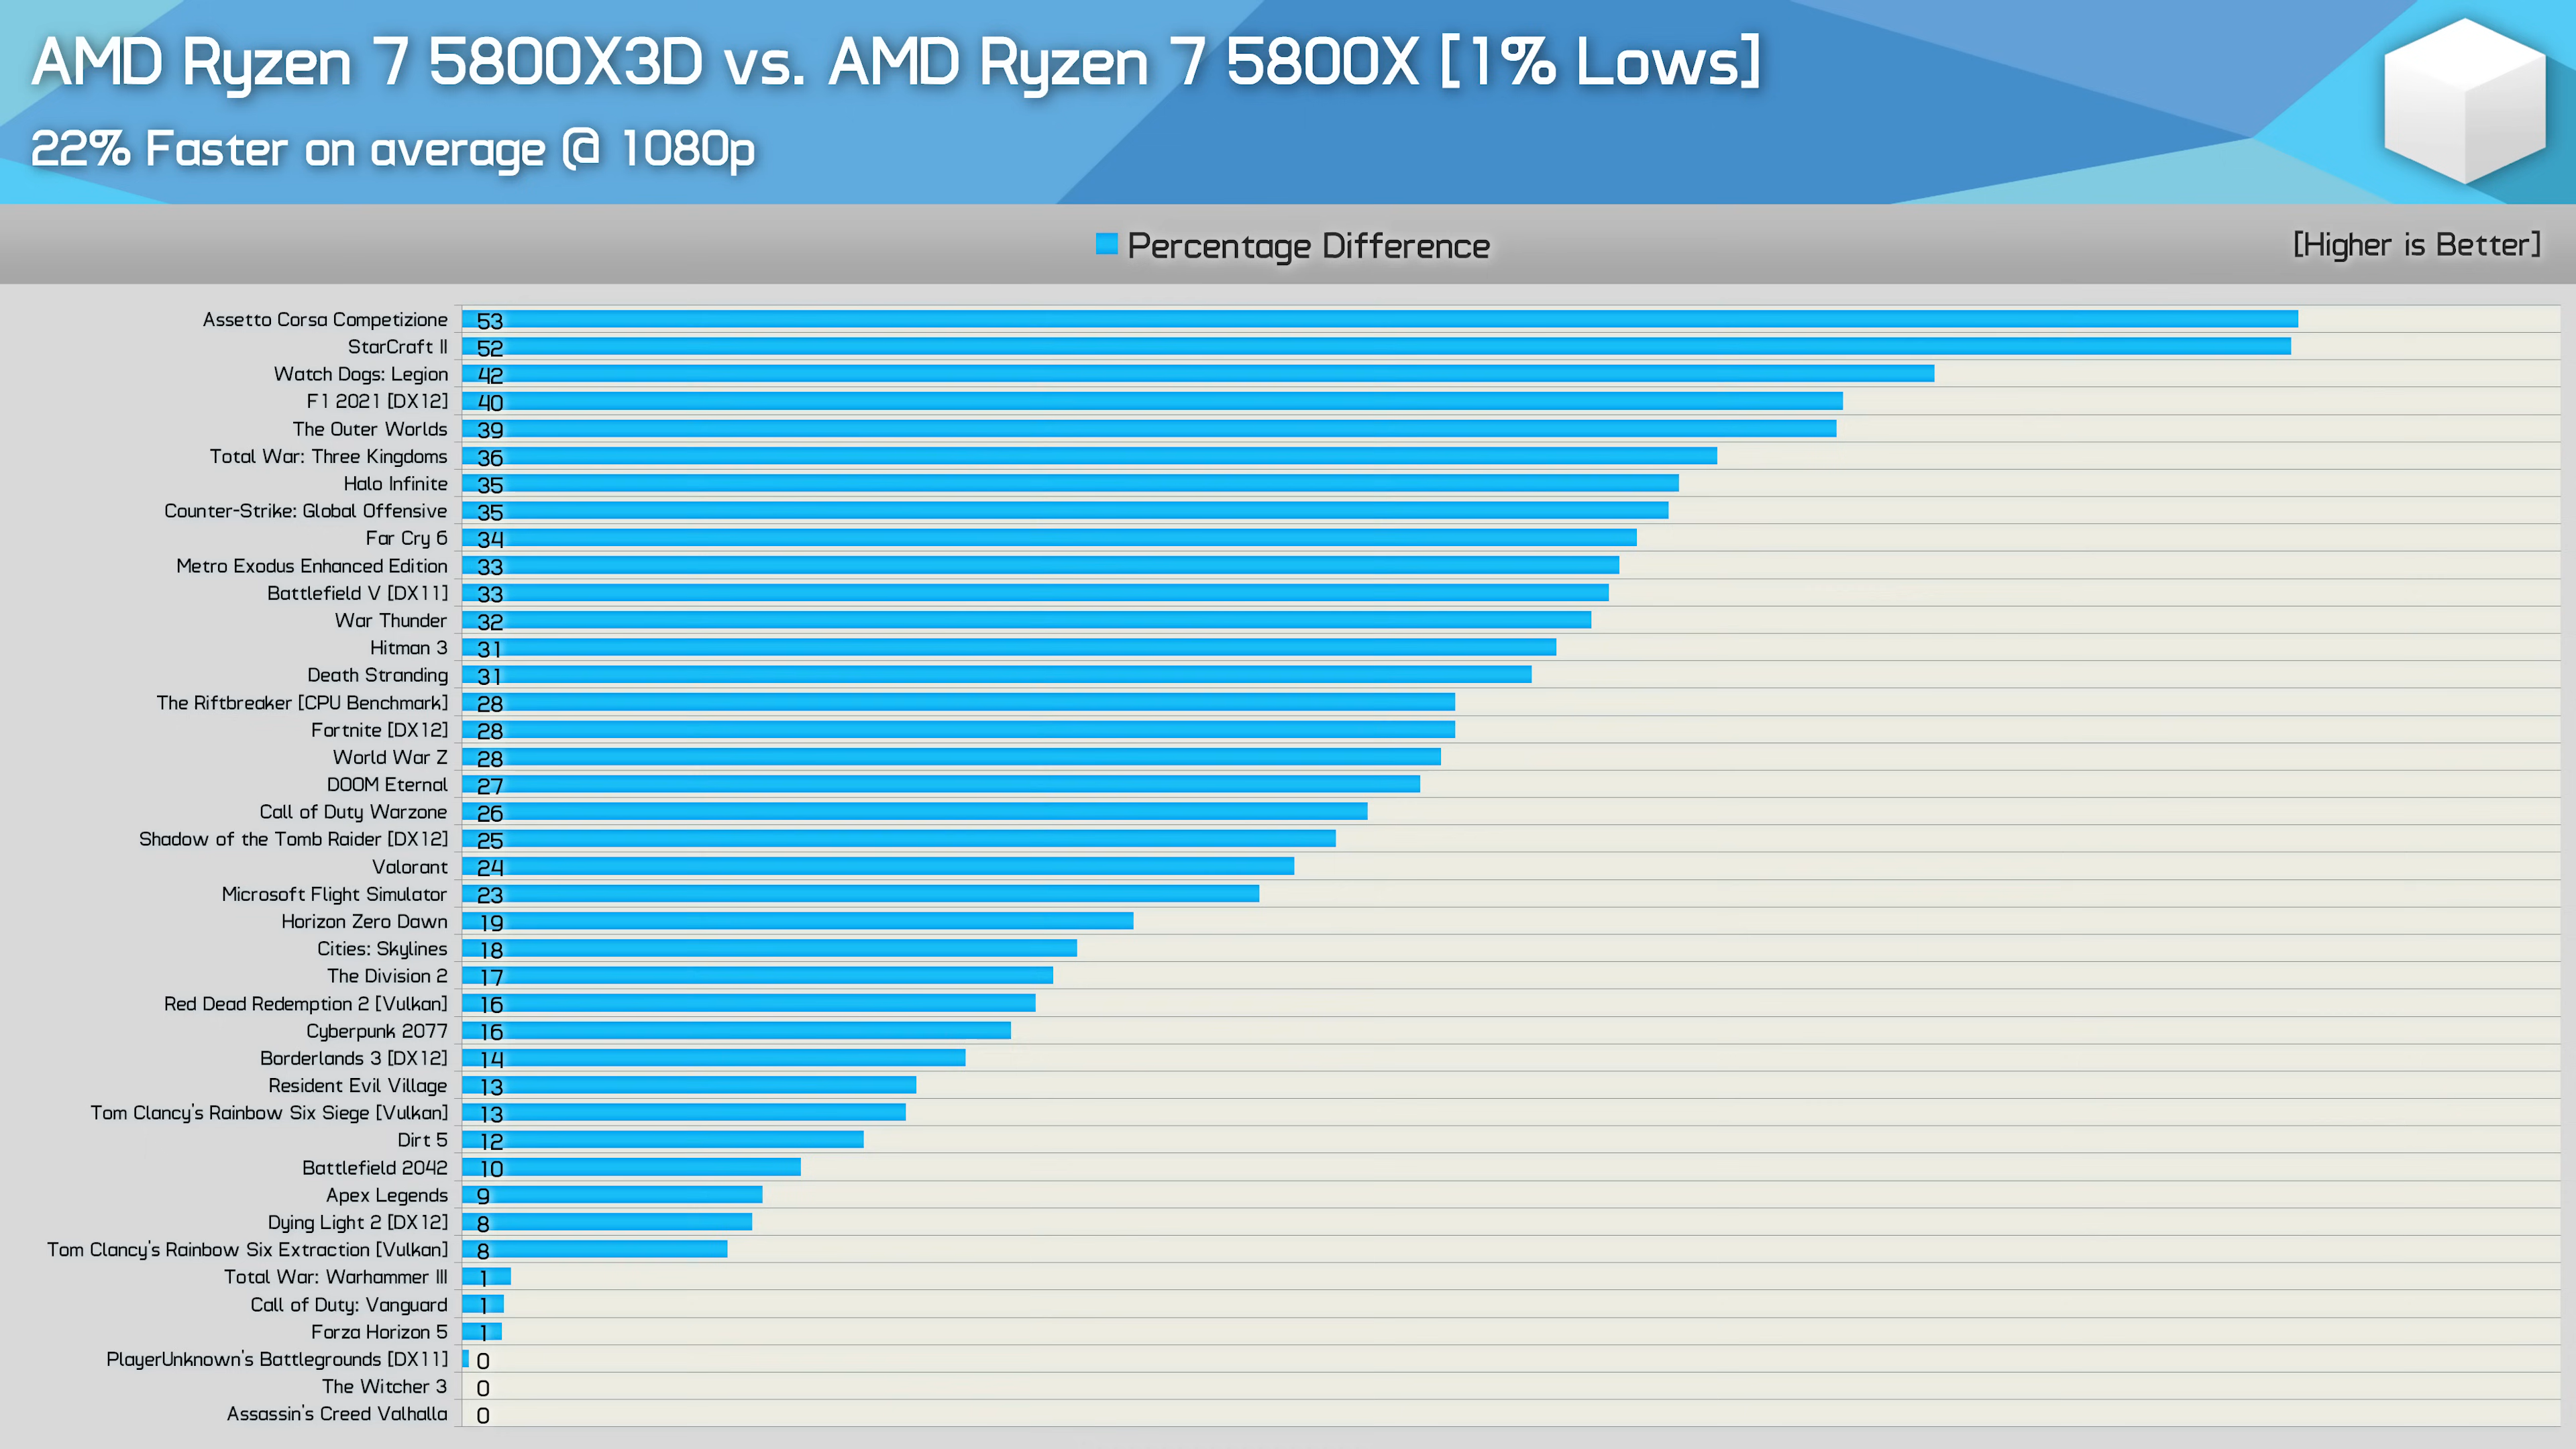 AMD Ryzen 7 5800X3D vs. AMD Ryzen 7 5800X [1% Lows]
22% Faster on average @ 1080p
Percentage Difference
[Higher is Better]
Assetto Corsa Competizione 53
StarCraft II 52
Watch Dogs: Legion 42
F1 2021 [DX12] 40
The Outer Worlds 39
Total War: Three Kingdoms 36
Halo Infinite 35
Counter-Strike: Global Offensive 35
Far Cry 6 34
Metro Exodus Enhanced Edition 33
Battlefield V [DX11] 33
War Thunder 32
Hitman 3 31
Death Stranding 31
The Riftbreaker [CPU Benchmark] 28
Fortnite [DX12] 28
World War Z 28
DOOM Eternal 27
Call of Duty Warzone 26
Shadow of the Tomb Raider [DX12] 25
Valorant 24
Microsoft Flight Simulator 23
Horizon Zero Dawn 19
Cities: Skylines 18
The Division 2 17
Red Dead Redemption 2 [Vulkan] 16
Cyberpunk 2077 16
Borderlands 3 [DX12] 14
Resident Evil Village 13
Tom Clancy's Rainbow Six Siege [Vulkan] 13
Dirt 5 12
Battlefield 2042 10
Apex Legends 9
Dying Light 2 [DX12] 8
Tom Clancy's Rainbow Six Extraction [Vulkan] 8
Total War: Warhammer III 1
Call of Duty: Vanguard 1
Forza Horizon 5 1
PlayerUnknown's Battlegrounds [DX11] 0
The Witcher 3 0
Assassin's Creed Valhalla 0